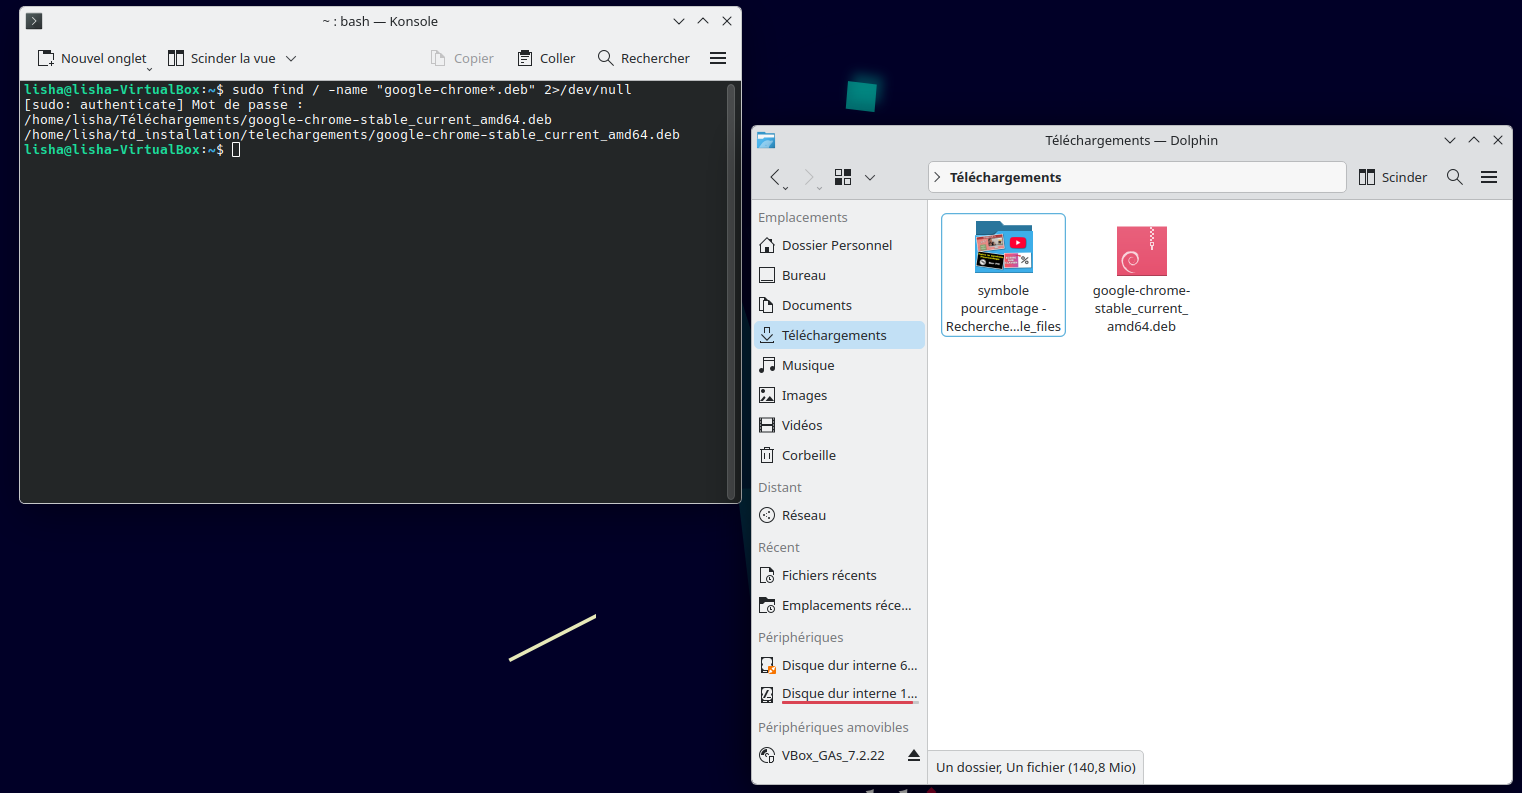 ~ : bash — Konsole
Nouvel onglet
Scinder la vue
Copier
Coller
Rechercher
lisha@lisha-VirtualBox:~$ sudo find / -name "google-chrome*.deb" 2>/dev/null
[sudo: authenticate] Mot de passe :
/home/lisha/Téléchargements/google-chrome-stable_current_amd64.deb
/home/lisha/td_installation/telechargements/google-chrome-stable_current_amd64.deb
lisha@lisha-VirtualBox:~$
Téléchargements — Dolphin
Téléchargements
Scinder
Emplacements
Dossier Personnel
Bureau
Documents
Téléchargements
Musique
Images
Vidéos
Corbeille
Distant
Réseau
Récent
Fichiers récents
Emplacements réce...
Périphériques
Disque dur interne 6...
Disque dur interne 1...
Périphériques amovibles
VBox_GAs_7.2.22
symbole
pourcentage -
Recherche...le_files
google-chrome-
stable_current_
amd64.deb
Un dossier, Un fichier (140,8 Mio)